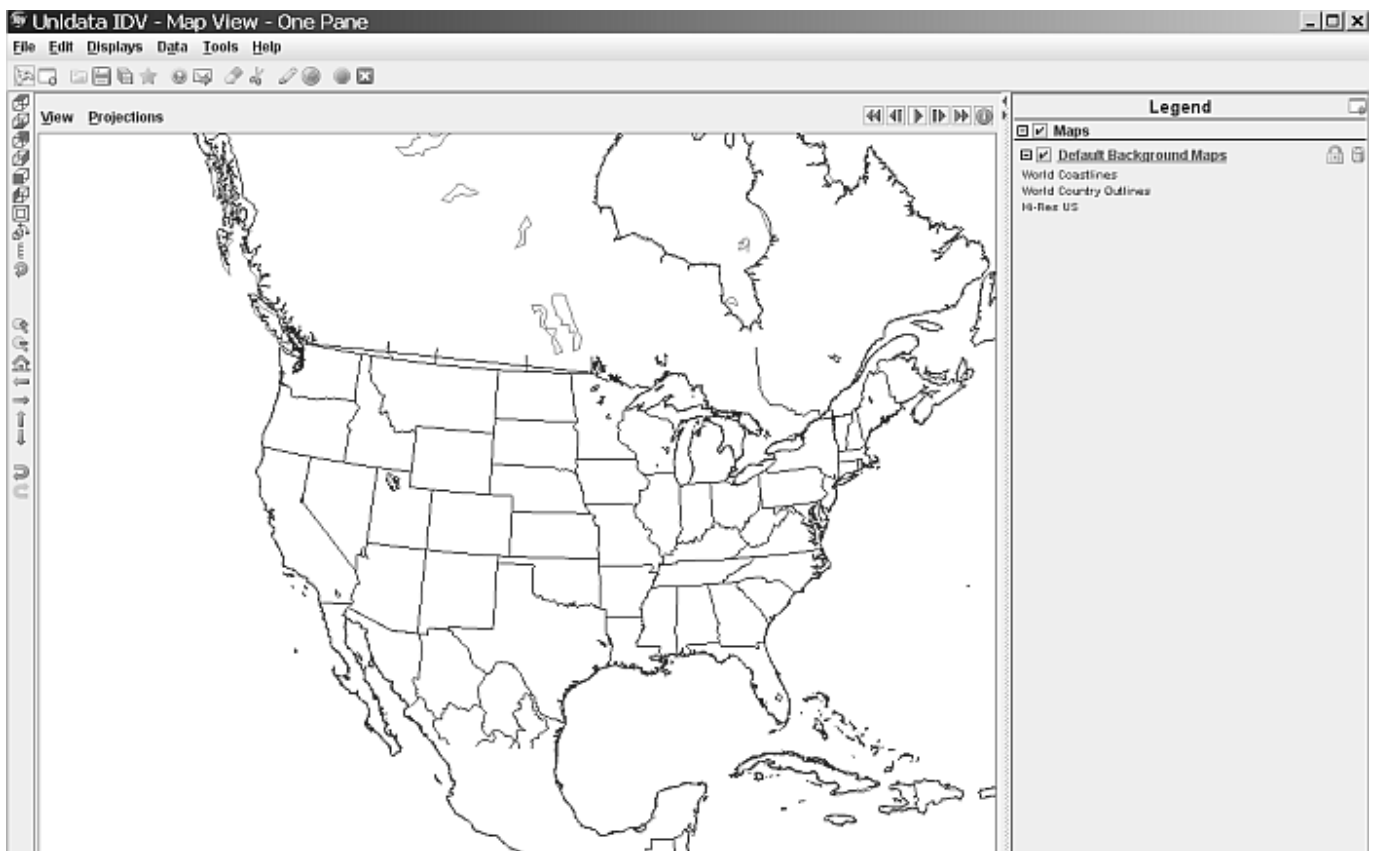 Unidata IDV - Map View - One Pane
File Edit Displays Data Tools Help
View Projections
Legend
Maps
Default Background Maps
World Coastlines
World Country Outlines
Hi-Res US